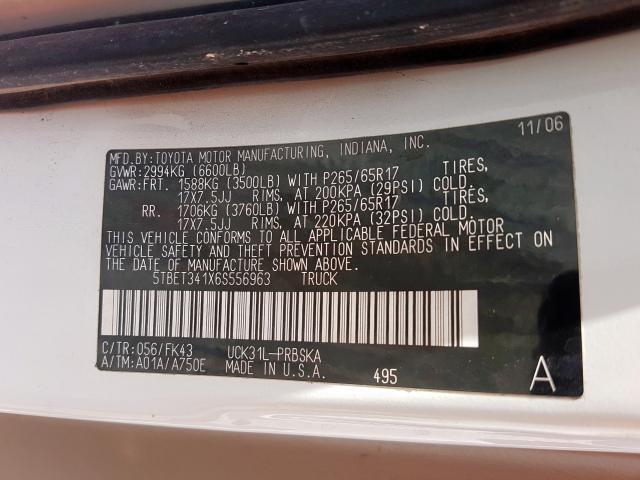 11/06
MFD.BY:TOYOTA MOTOR MANUFACTURING, INDIANA, INC.
GVWR:2994KG (6600LB)
GAWR:FRT. 1588KG (3500LB) WITH P265/65R17 TIRES,
17X7.5JJ RIMS, AT 200KPA (29PSI) COLD.
RR. 1706KG (3760LB) WITH P265/65R17 TIRES,
17X7.5JJ RIMS, AT 220KPA (32PSI) COLD.
THIS VEHICLE CONFORMS TO ALL APPLICABLE FEDERAL MOTOR
VEHICLE SAFETY AND THEFT PREVENTION STANDARDS IN EFFECT ON
THE DATE OF MANUFACTURE SHOWN ABOVE.
5TBET341X6S556963 TRUCK
C/TR:056/FK43 UCK31L-PRBSKA
A/TM:A01A/A750E MADE IN U.S.A. 495 A